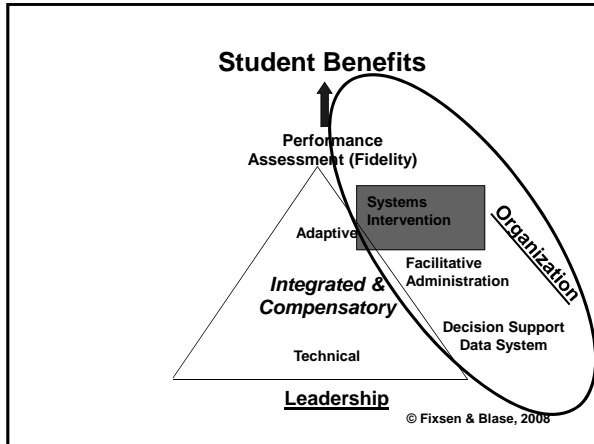 Student Benefits
Performance
Assessment (Fidelity)
Systems
Intervention
Adaptive
Organization
Facilitative
Administration
Integrated &
Compensatory
Decision Support
Data System
Technical
Leadership
© Fixsen & Blase, 2008